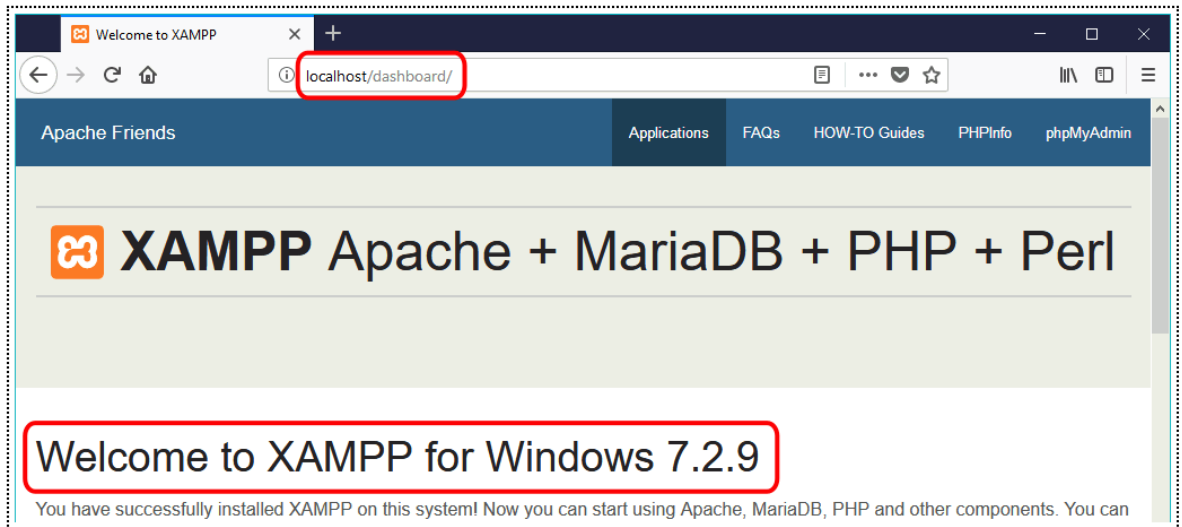 Welcome to XAMPP
localhost/dashboard/
Apache Friends
Applications FAQs HOW-TO Guides PHPInfo phpMyAdmin
XAMPP Apache + MariaDB + PHP + Perl
Welcome to XAMPP for Windows 7.2.9
You have successfully installed XAMPP on this system! Now you can start using Apache, MariaDB, PHP and other components. You can